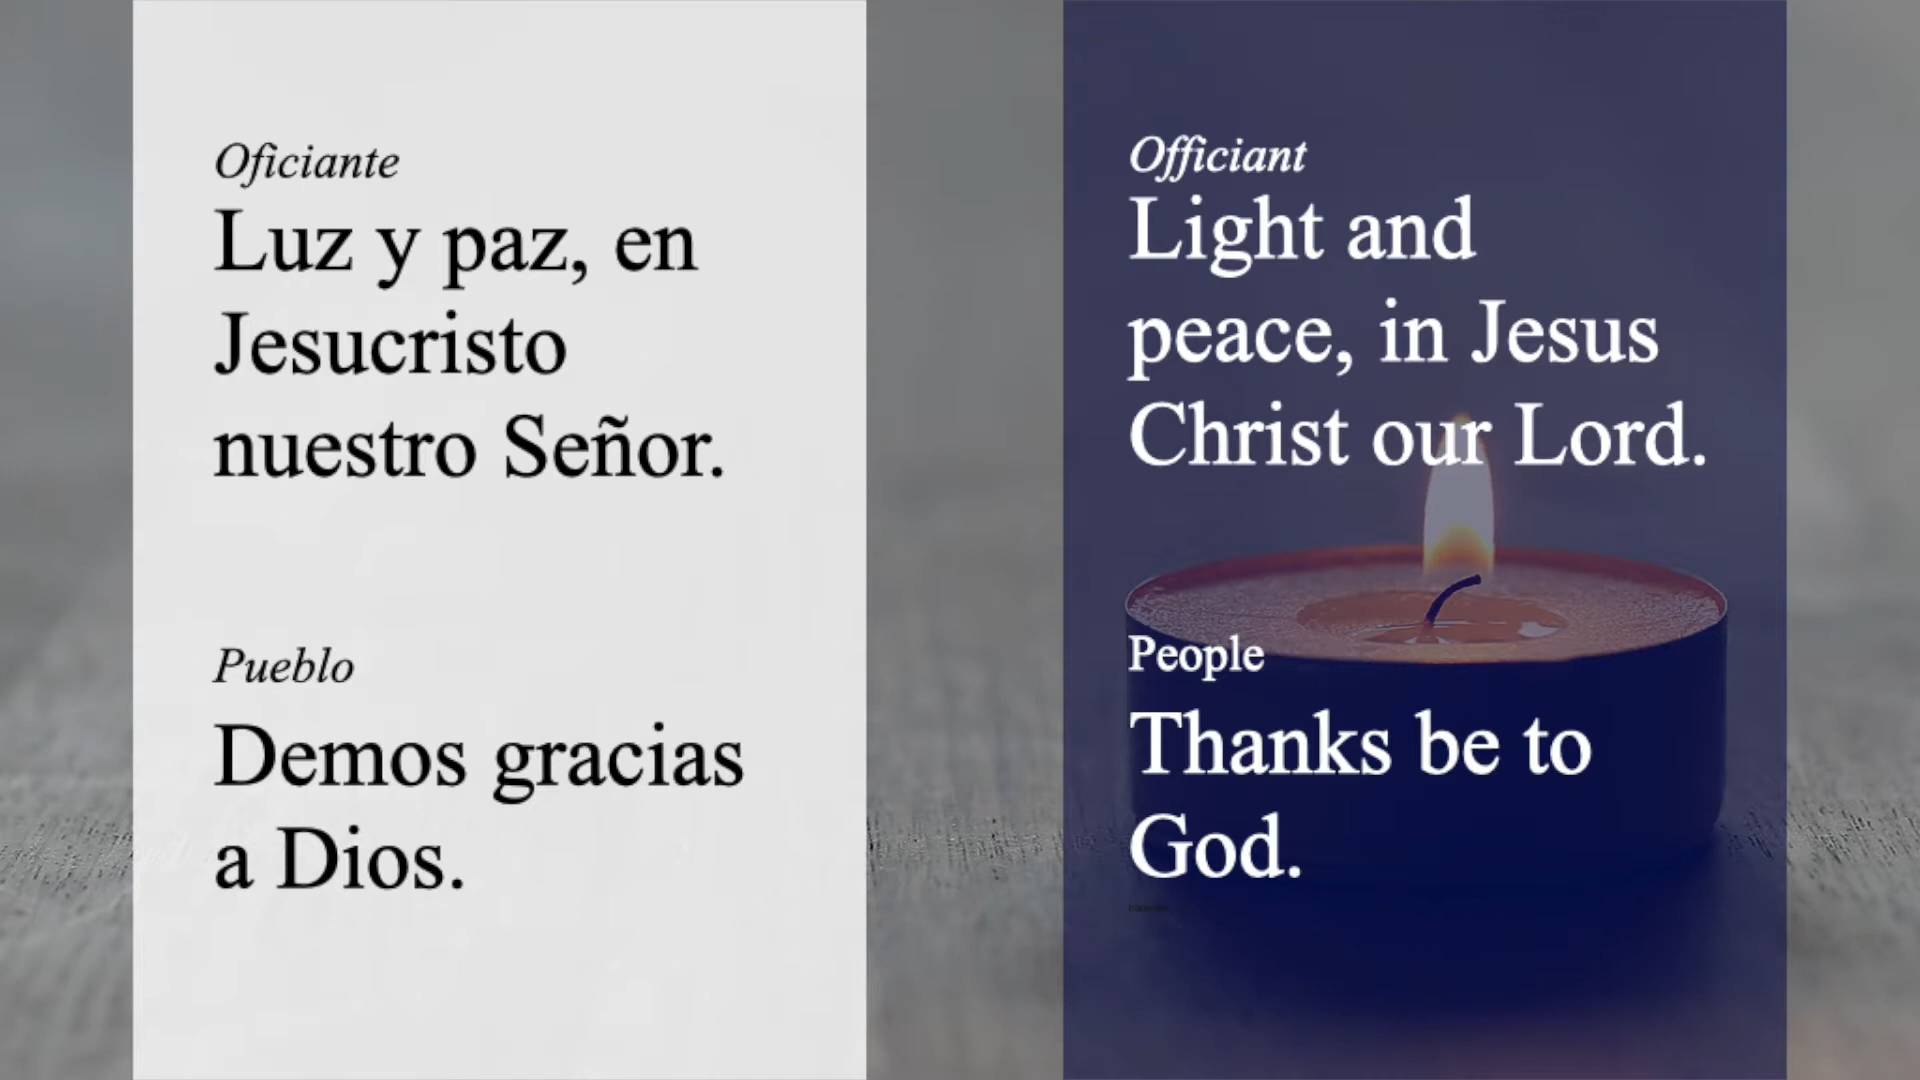 Oficiante
Luz y paz, en
Jesucristo
nuestro Señor.
Pueblo
Demos gracias
a Dios.
Officiant
Light and
peace, in Jesus
Christ our Lord.
People
Thanks be to
God.